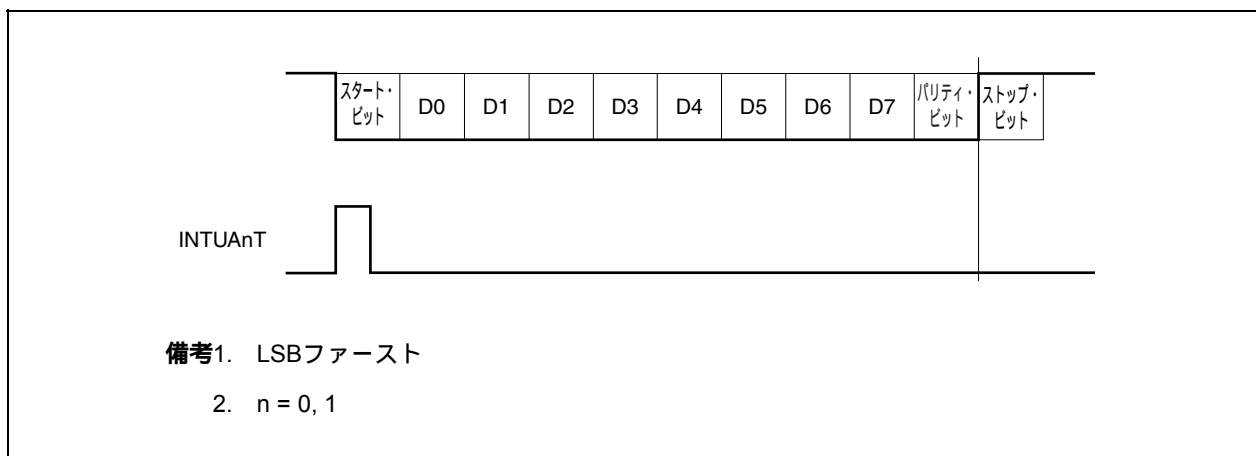 スタート・
ビット
D0
D1
D2
D3
D4
D5
D6
D7
パリティ・
ビット
ストップ・
ビット
INTUAnT
備考1. LSBファースト
2. n = 0, 1